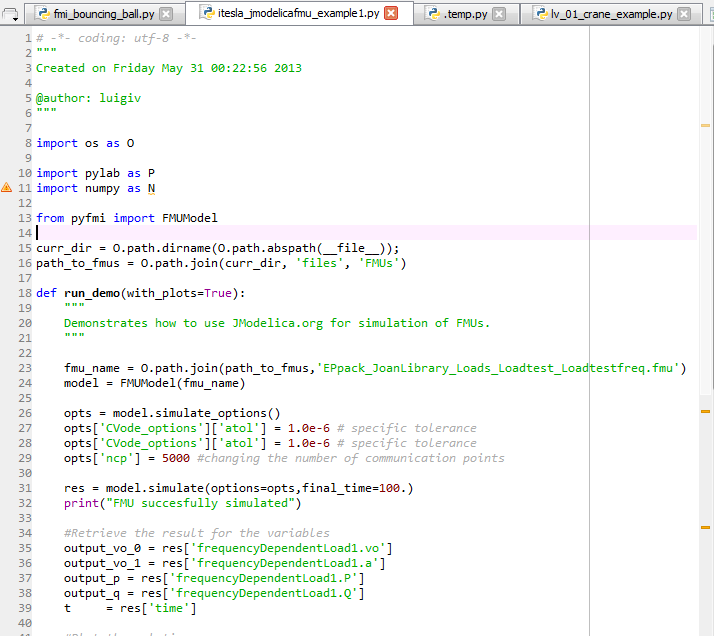 fmi_bouncing_ball.py itesla_jmodelicafmu_example1.py .temp.py lv_01_crane_example.py
1 # -*- coding: utf-8 -*-
2 """
3 Created on Friday May 31 00:22:56 2013
4
5 @author: luigiv
6 """
7
8 import os as O
9
10 import pylab as P
11 import numpy as N
12
13 from pyfmi import FMUModel
14
15 curr_dir = O.path.dirname(O.path.abspath(__file__));
16 path_to_fmus = O.path.join(curr_dir, 'files', 'FMUs')
17
18 def run_demo(with_plots=True):
19     """
20     Demonstrates how to use JModelica.org for simulation of FMUs.
21     """
22
23     fmu_name = O.path.join(path_to_fmus,'EPpack_JoanLibrary_Loads_Loadtest_Loadtestfreq.fmu')
24     model = FMUModel(fmu_name)
25
26     opts = model.simulate_options()
27     opts['CVode_options']['atol'] = 1.0e-6 # specific tolerance
28     opts['CVode_options']['atol'] = 1.0e-6 # specific tolerance
29     opts['ncp'] = 5000 #changing the number of communication points
30
31     res = model.simulate(options=opts,final_time=100.)
32     print("FMU succesfully simulated")
33
34     #Retrieve the result for the variables
35     output_vo_0 = res['frequencyDependentLoad1.vo']
36     output_vo_1 = res['frequencyDependentLoad1.a']
37     output_p = res['frequencyDependentLoad1.P']
38     output_q = res['frequencyDependentLoad1.Q']
39     t     = res['time']
40